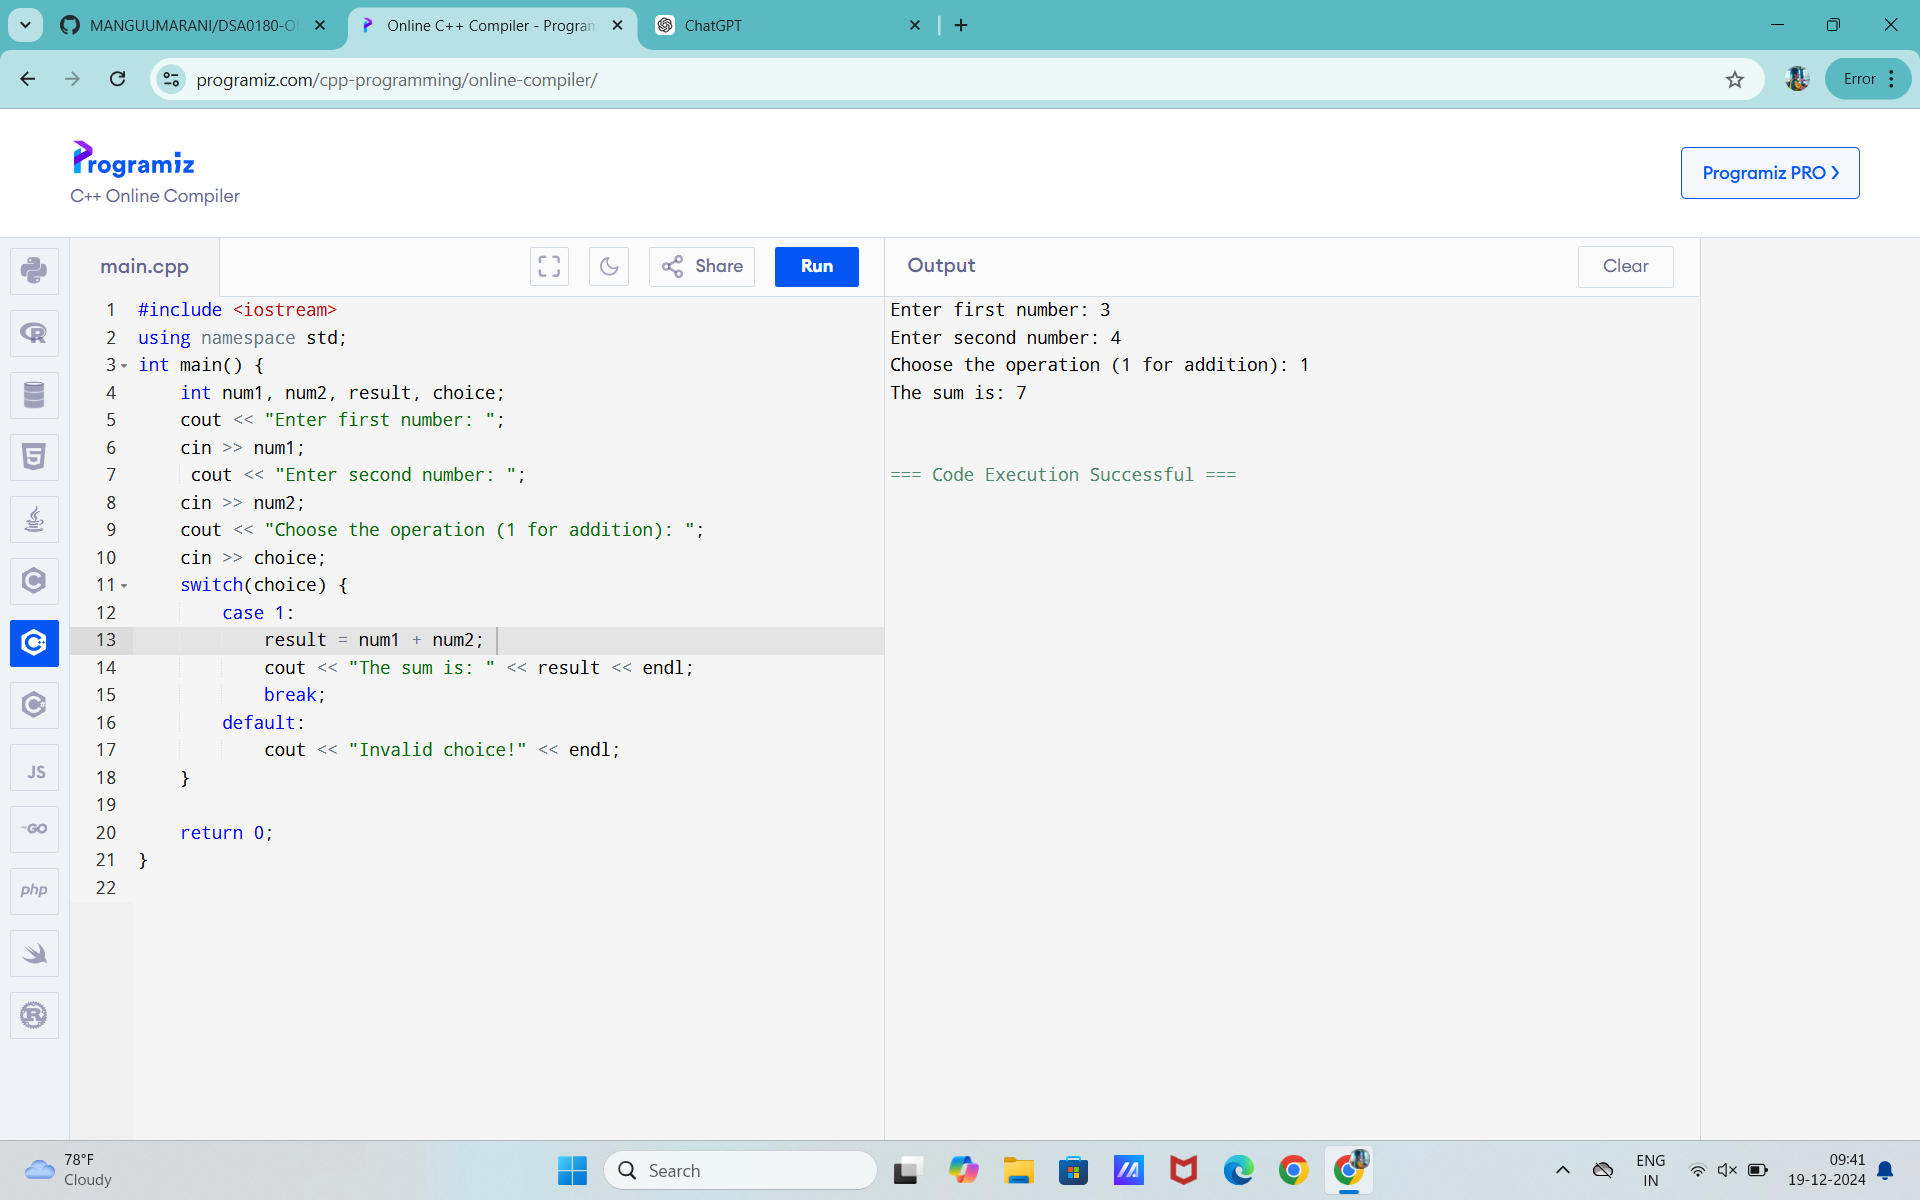 MANGUUMARANI/DSA0180-O
Online C++ Compiler - Program
ChatGPT
programiz.com/cpp-programming/online-compiler/
Error
Programiz
C++ Online Compiler
Programiz PRO
main.cpp
Share
Run
Output
Clear
1 #include <iostream>
2 using namespace std;
3 int main() {
4 int num1, num2, result, choice;
5 cout << "Enter first number: ";
6 cin >> num1;
7 cout << "Enter second number: ";
8 cin >> num2;
9 cout << "Choose the operation (1 for addition): ";
10 cin >> choice;
11 switch(choice) {
12 case 1:
13 result = num1 + num2;
14 cout << "The sum is: " << result << endl;
15 break;
16 default:
17 cout << "Invalid choice!" << endl;
18 }
19
20 return 0;
21 }
22
Enter first number: 3
Enter second number: 4
Choose the operation (1 for addition): 1
The sum is: 7
=== Code Execution Successful ===
R
5
C
C
C
JS
GO
php
R
78°F
Cloudy
Search
ENG
IN
09:41
19-12-2024